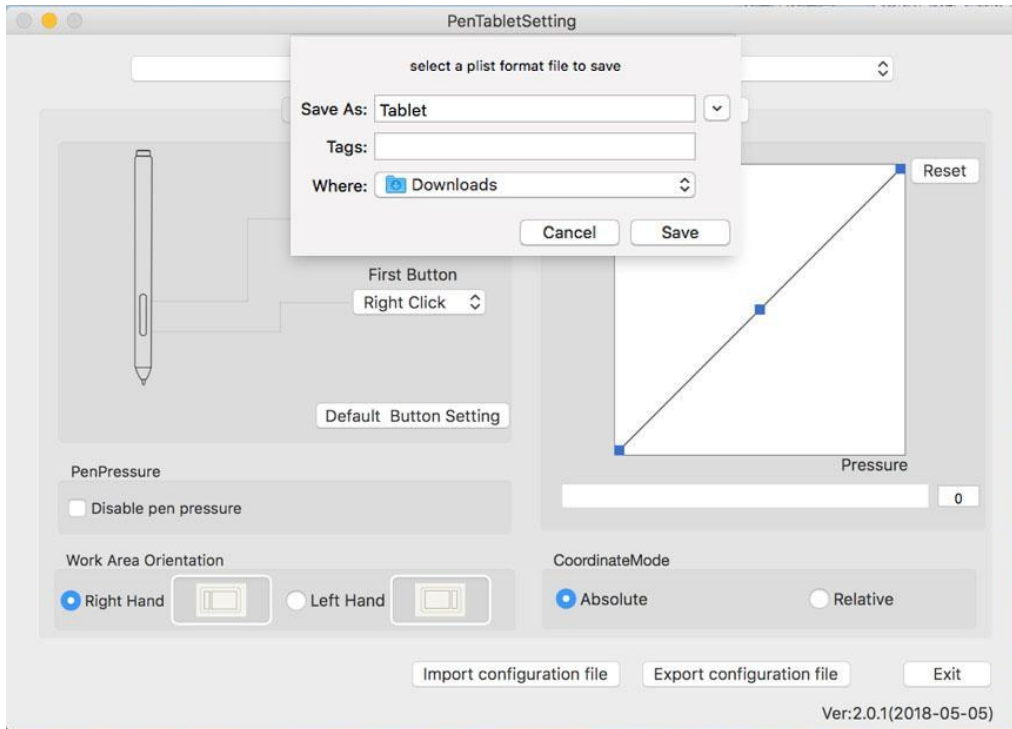 PenTabletSetting
select a plist format file to save
Save As: Tablet
Tags:
Where: Downloads
Cancel Save
Reset
First Button
Right Click
Default Button Setting
Pressure
0
PenPressure
Disable pen pressure
Work Area Orientation
Right Hand Left Hand
CoordinateMode
Absolute Relative
Import configuration file Export configuration file Exit
Ver:2.0.1(2018-05-05)